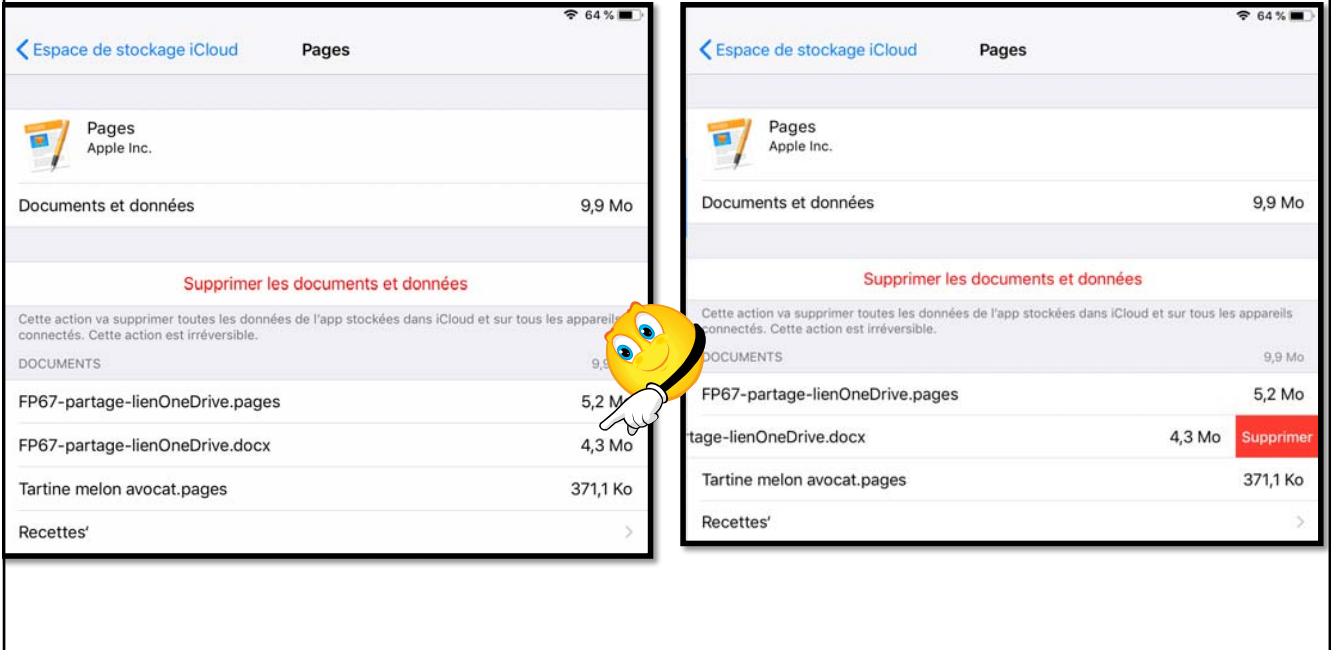 64 %
Espace de stockage iCloud Pages
Pages
Apple Inc.
Documents et données 9,9 Mo
Supprimer les documents et données
Cette action va supprimer toutes les données de l'app stockées dans iCloud et sur tous les appareils
connectés. Cette action est irréversible.
DOCUMENTS
FP67-partage-lienOneDrive.pages 5,2 Mo
FP67-partage-lienOneDrive.docx 4,3 Mo
Tartine melon avocat.pages 371,1 Ko
Recettes'
64 %
Espace de stockage iCloud Pages
Pages
Apple Inc.
Documents et données 9,9 Mo
Supprimer les documents et données
Cette action va supprimer toutes les données de l'app stockées dans iCloud et sur tous les appareils
connectés. Cette action est irréversible.
DOCUMENTS 9,9 Mo
FP67-partage-lienOneDrive.pages 5,2 Mo
tage-lienOneDrive.docx 4,3 Mo Supprimer
Tartine melon avocat.pages 371,1 Ko
Recettes'